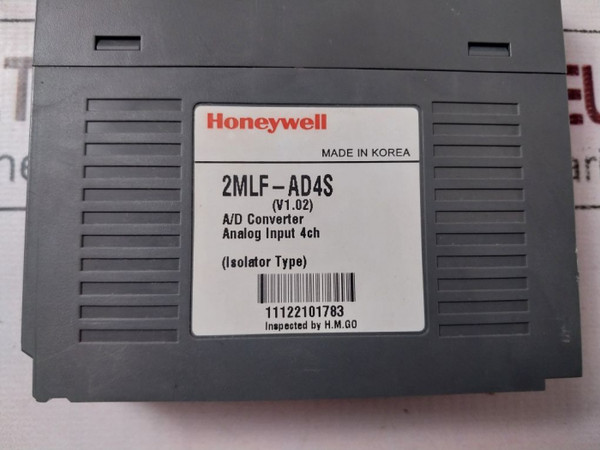 Honeywell
MADE IN KOREA
2MLF-AD4S
(V1.02)
A/D Converter
Analog Input 4ch
(Isolator Type)
11122101783
Inspected by H.M.GO